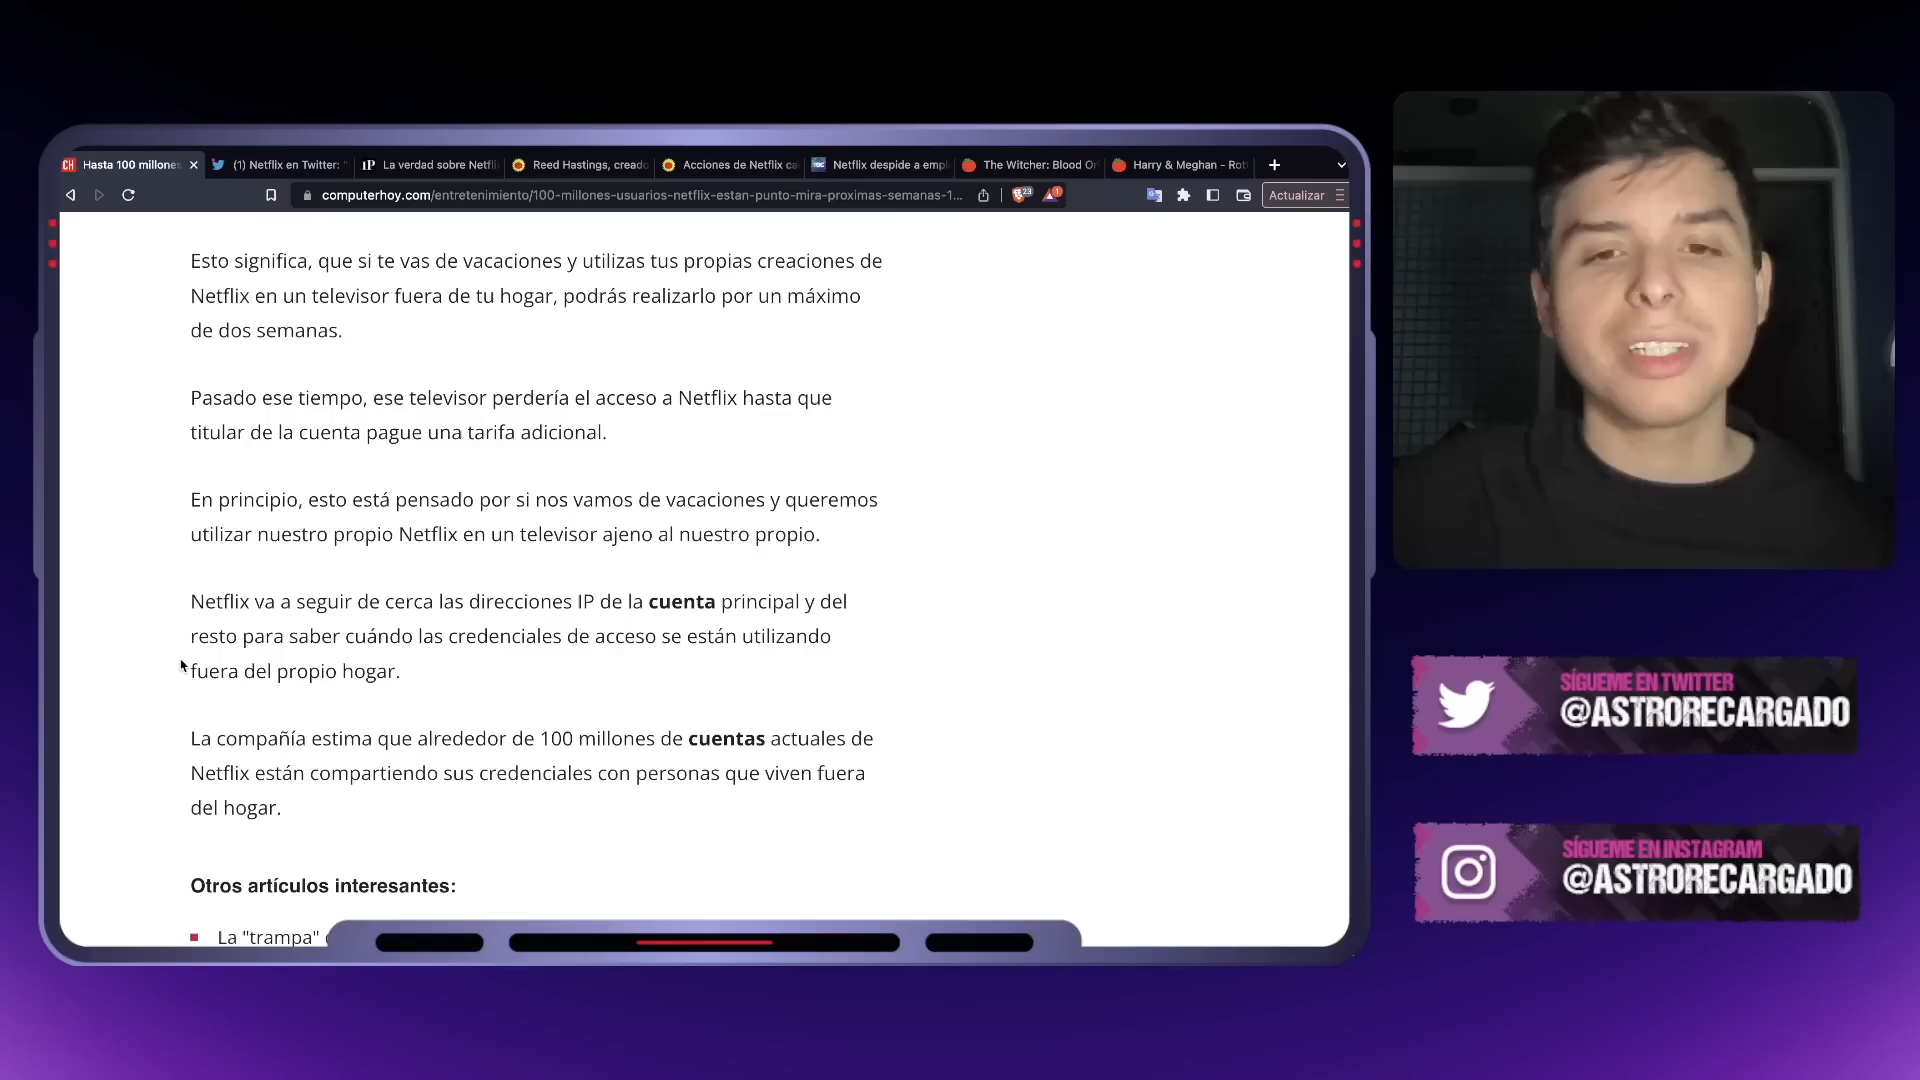 CH Hasta 100 millones
(1) Netflix en Twitter: "
IP La verdad sobre Netfli
Reed Hastings, creado
Acciones de Netflix ca
Netflix despide a empl
The Witcher: Blood Ori
Harry & Meghan - Rott
computerhoy.com/entretenimiento/100-millones-usuarios-netflix-estan-punto-mira-proximas-semanas-1...
23
1
Actualizar
Esto significa, que si te vas de vacaciones y utilizas tus propias creaciones de
Netflix en un televisor fuera de tu hogar, podrás realizarlo por un máximo
de dos semanas.
Pasado ese tiempo, ese televisor perdería el acceso a Netflix hasta que
titular de la cuenta pague una tarifa adicional.
En principio, esto está pensado por si nos vamos de vacaciones y queremos
utilizar nuestro propio Netflix en un televisor ajeno al nuestro propio.
Netflix va a seguir de cerca las direcciones IP de la cuenta principal y del
resto para saber cuándo las credenciales de acceso se están utilizando
fuera del propio hogar.
La compañía estima que alrededor de 100 millones de cuentas actuales de
Netflix están compartiendo sus credenciales con personas que viven fuera
del hogar.
Otros artículos interesantes:
La "trampa"
SÍGUEME EN TWITTER
@ASTRORECARGADO
SÍGUEME EN INSTAGRAM
@ASTRORECARGADO